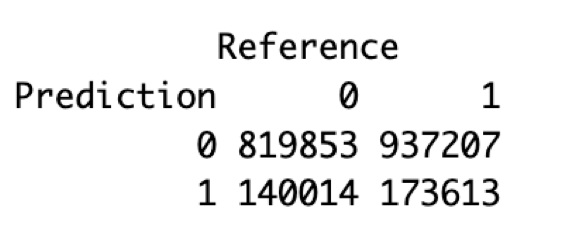 Reference
Prediction 0 1
0 819853 937207
1 140014 173613